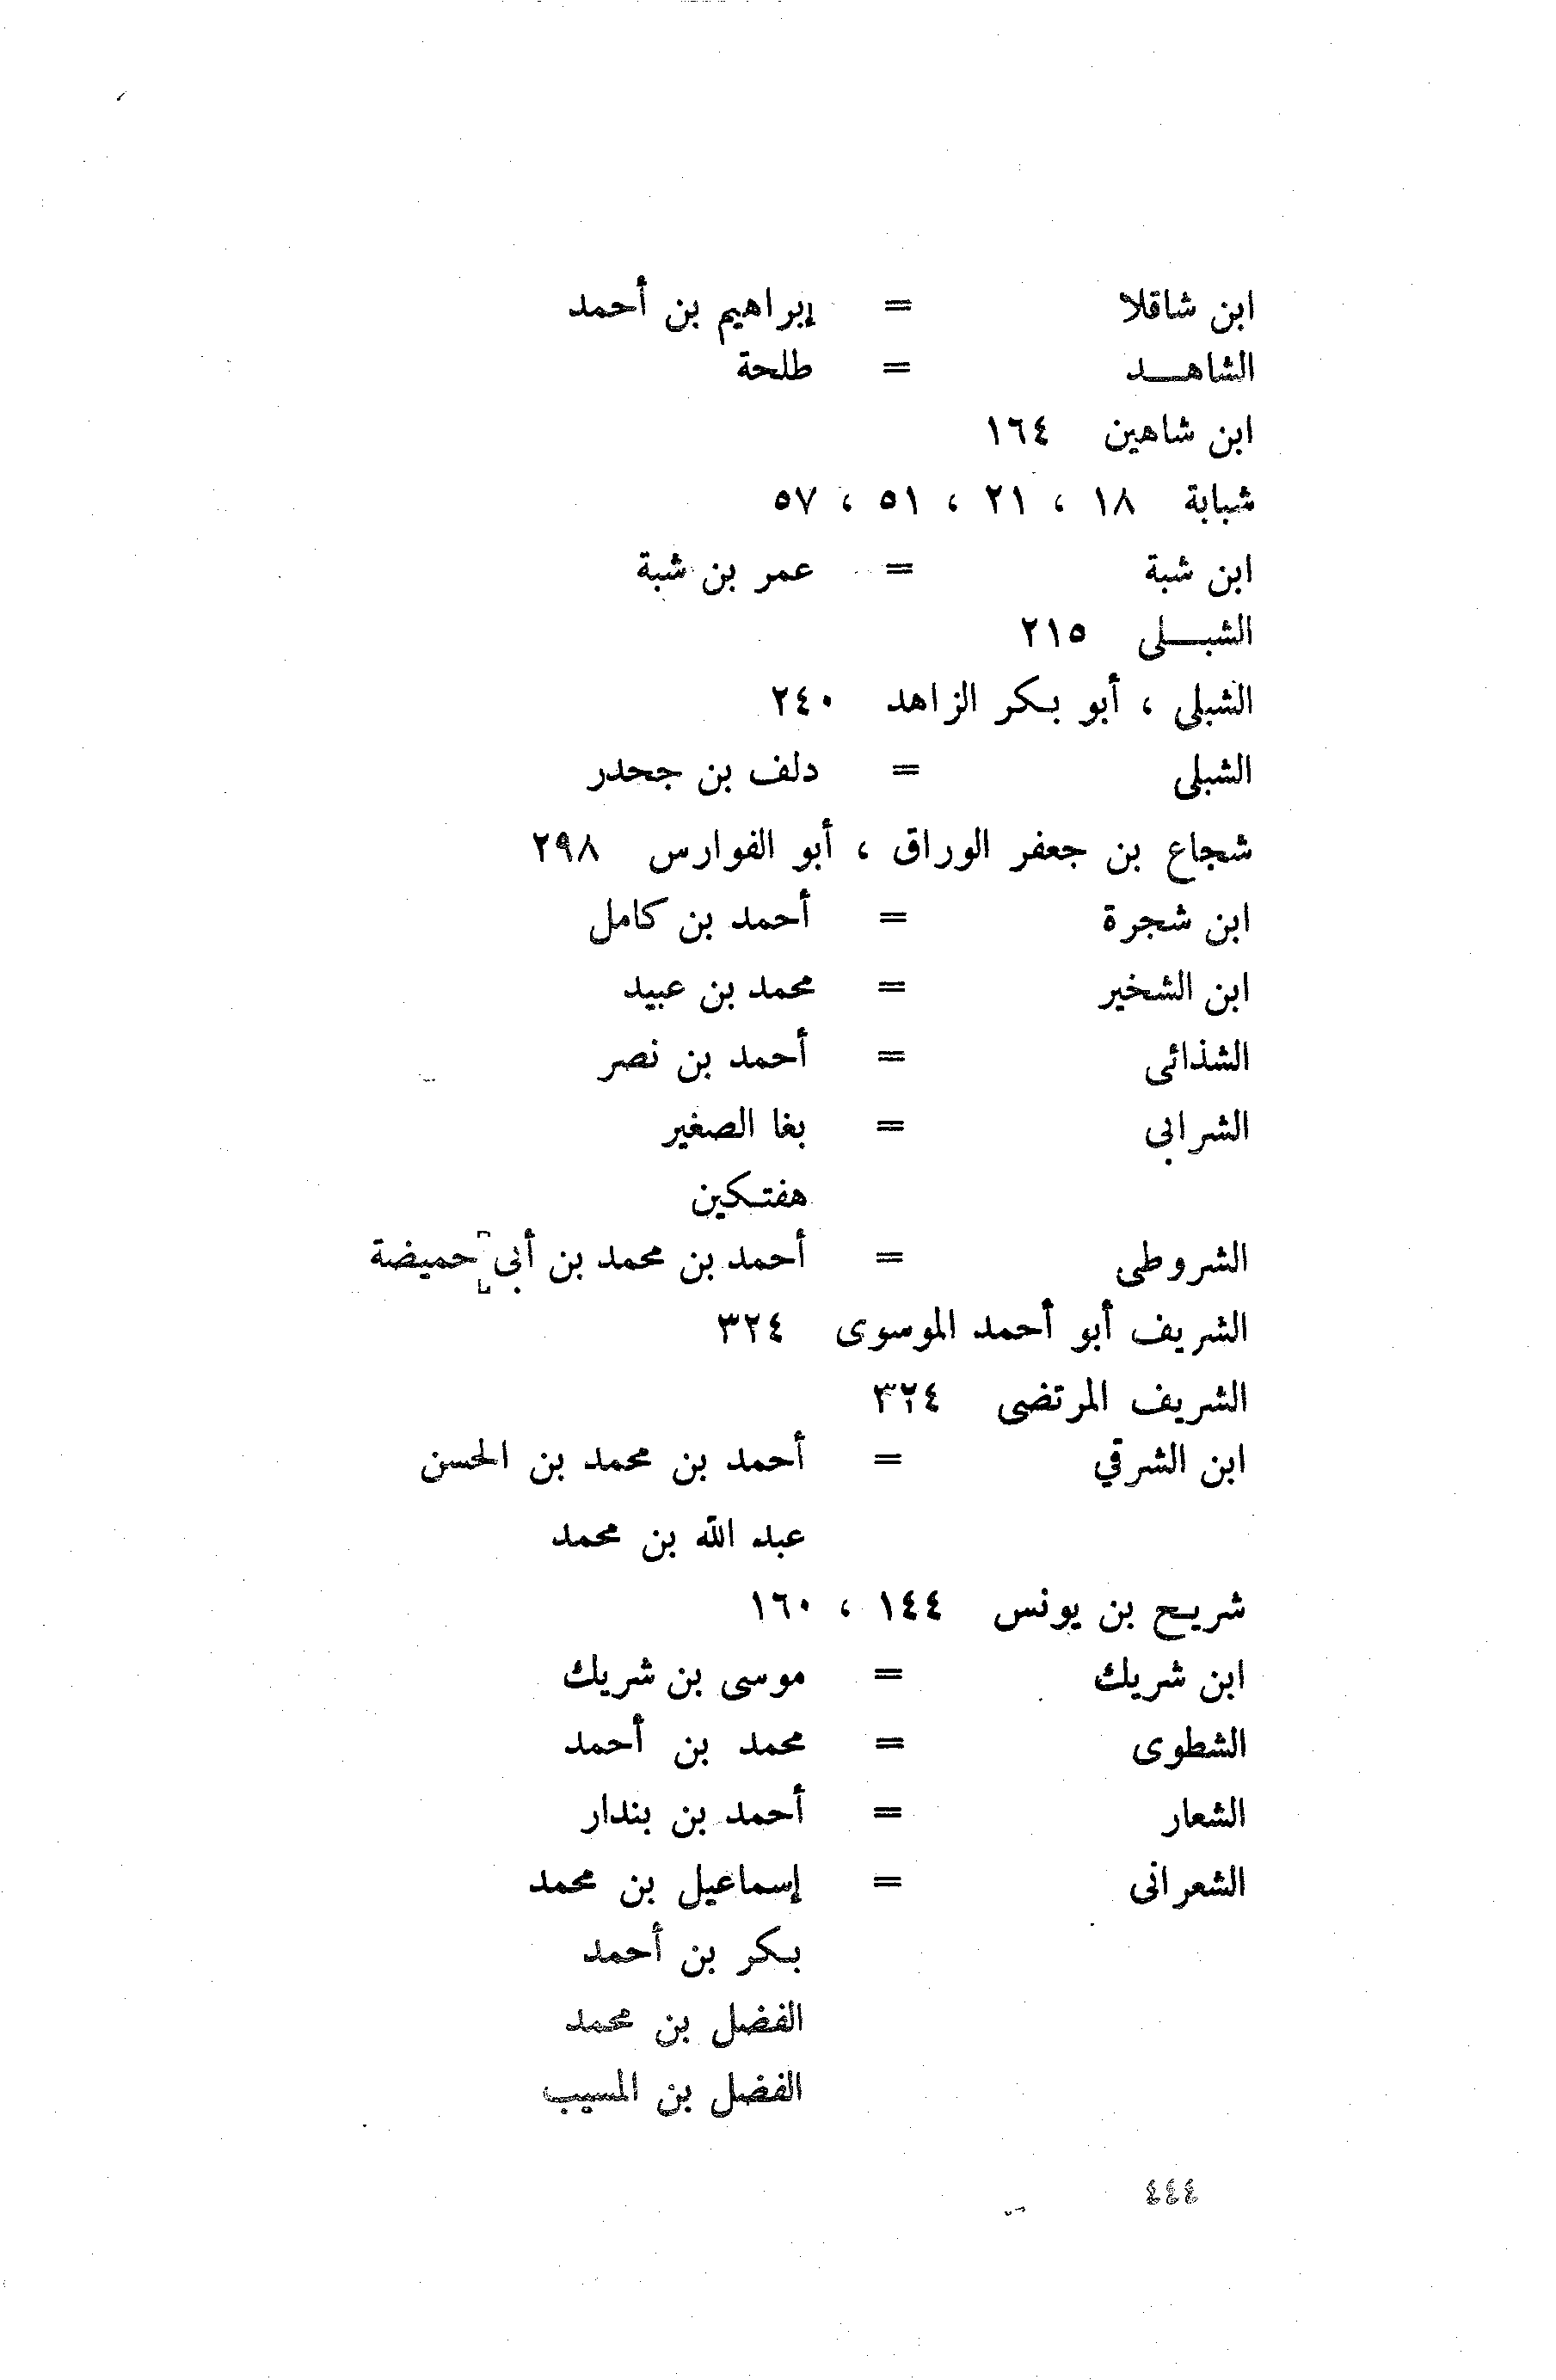 ابن شاقلا = إبراهيم بن أحمد
الشاهـــد = طلحة
ابن شاهين ١٦٤
شبابة ١٨ ، ٢١ ، ٥١ ، ٥٧
ابن شبة = عمر بن شبة
الشبـــلى ٢١٥
الشبلى ، أبو بكر الزاهد ٢٤٠
الشبلى = دلف بن جحدر
شجاع بن جعفر الوراق ، أبو الفوارس ٢٩٨
ابن شجرة = أحمد بن كامل
ابن الشخير = محمد بن عبيد
الشذائى = أحمد بن نصر
الشرابى = بغا الصغير
هفتكين
الشروطى = أحمد بن محمد بن أبى حميضة
الشريف أبو أحمد الموسوى ٣٢٤
الشريف المرتضى ٣٢٤
ابن الشرقي = أحمد بن محمد بن الحسن
عبد الله بن محمد
شريح بن يونس ١٤٤ ، ١٦٠
ابن شريك = موسى بن شريك
الشطوى = محمد بن أحمد
الشعار = أحمد بن بندار
الشعرانى = إسماعيل بن محمد
بكر بن أحمد
الفضل بن محمد
الفضل بن المسيب
٤٤٤